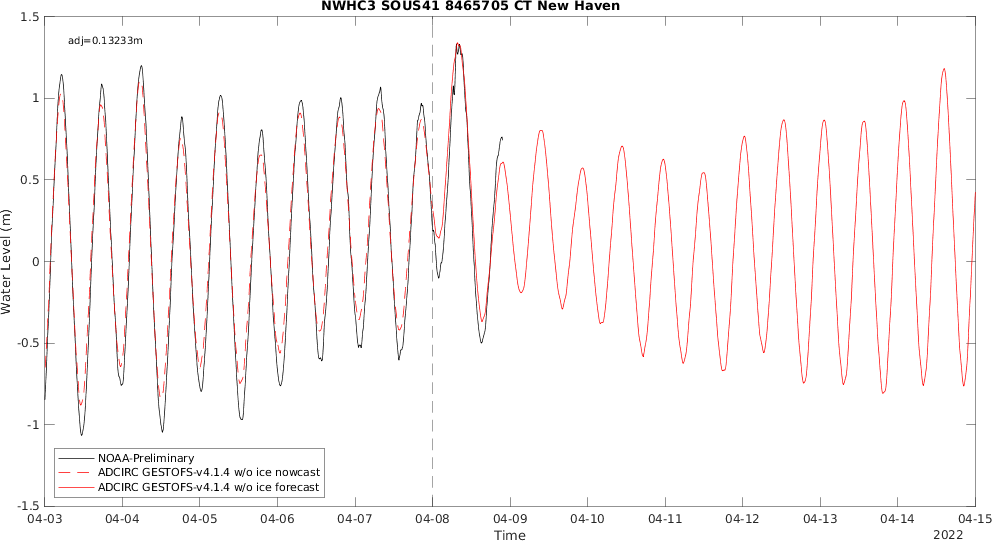 NWHC3 SOUS41 8465705 CT New Haven
adj=0.13233m
1.5
1
0.5
0
-0.5
-1
-1.5
Water Level (m)
NOAA-Preliminary
ADCIRC GESTOFS-v4.1.4 w/o ice nowcast
ADCIRC GESTOFS-v4.1.4 w/o ice forecast
04-03 04-04 04-05 04-06 04-07 04-08 04-09 04-10 04-11 04-12 04-13 04-14 04-15
Time
2022